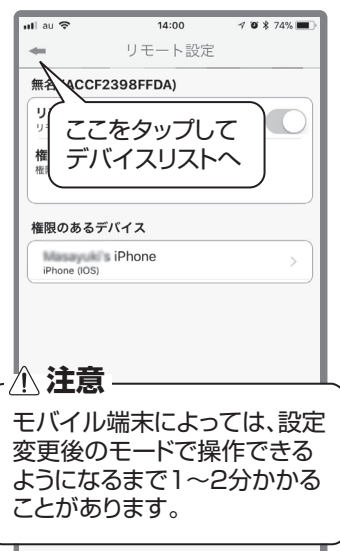 au 14:00 74%
リモート設定
無名(ACCF2398FFDA)
ここをタップして
デバイスリストへ
権限のあるデバイス
iPhone
iPhone (IOS)
注意
モバイル端末によっては、設定
変更後のモードで操作できる
ようになるまで1〜2分かかる
ことがあります。